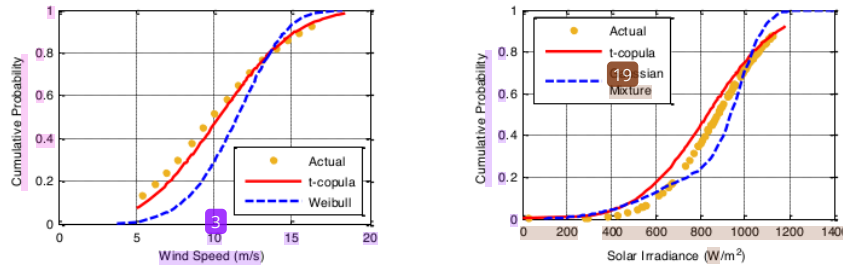 1
0.8
0.6
0.4
0.2
0
0 5 10 15 20
Cumulative Probability
Wind Speed (m/s)
Actual
t-copula
Weibull
3
1
0.8
0.6
0.4
0.2
0
0 200 400 600 800 1000 1200
Cumulative Probability
Solar Irradiance (W/m²)
Actual
t-copula
19
Mixture